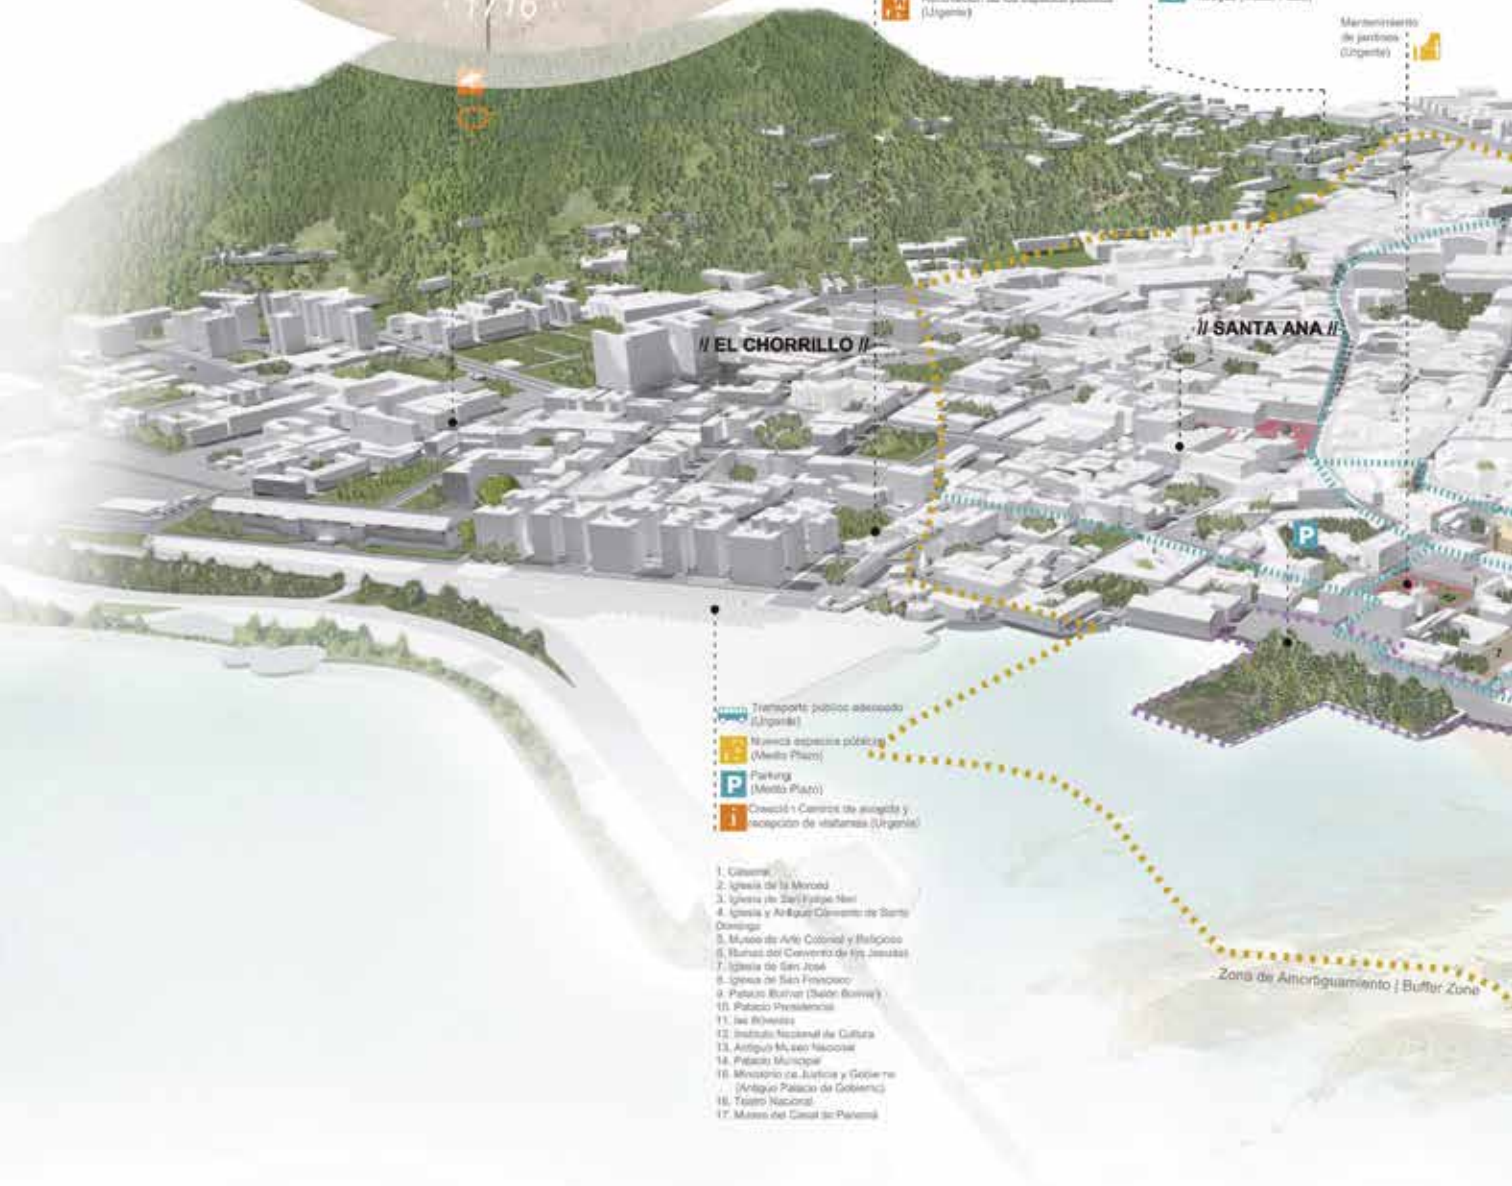 1716
(Urgente)
Mantenimiento
de jardines
(Urgente)
// EL CHORRILLO //
// SANTA ANA //
P
7
Transporte público adecuado
(Urgente)
Nuevos espacios públicos
(Medio Plazo)
P
Parking
(Medio Plazo)
i
Creación Centros de acogida y
recepción de visitantes (Urgente)
1. Catedral
2. Iglesia de la Merced
3. Iglesia de San Felipe Neri
4. Iglesia y Antiguo Convento de Santo
Domingo
5. Museo de Arte Colonial y Religioso
6. Ruinas del Convento de los Jesuitas
7. Iglesia de San José
8. Iglesia de San Francisco
9. Palacio Bolívar (Salón Bolívar)
10. Palacio Presidencial
11. las Bóvedas
12. Instituto Nacional de Cultura
13. Antiguo Museo Nacional
14. Palacio Municipal
15. Ministerio de Justicia y Gobierno
(Antiguo Palacio de Gobierno)
16. Teatro Nacional
17. Museo del Canal de Panamá
Zona de Amortiguamiento | Buffer Zone